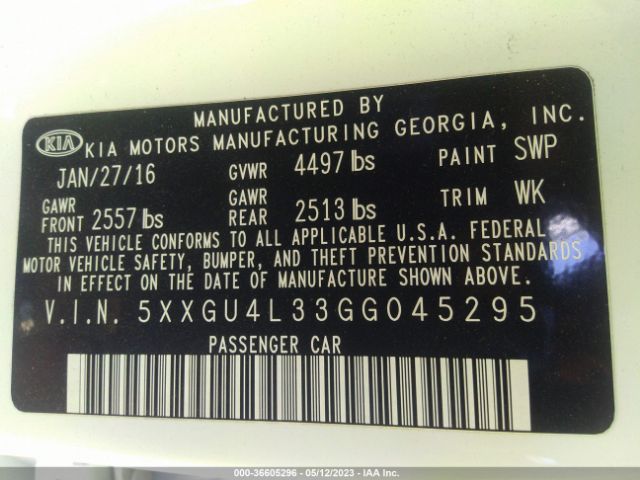 MANUFACTURED BY
KIA KIA MOTORS MANUFACTURING GEORGIA, INC.
JAN/27/16 GVWR 4497 lbs PAINT SWP
GAWR FRONT 2557 lbs GAWR REAR 2513 lbs TRIM WK
THIS VEHICLE CONFORMS TO ALL APPLICABLE U.S.A. FEDERAL
MOTOR VEHICLE SAFETY, BUMPER, AND THEFT PREVENTION STANDARDS
IN EFFECT ON THE DATE OF MANUFACTURE SHOWN ABOVE.
V.I.N. 5XXGU4L33GG045295
PASSENGER CAR
000-36605296 - 05/12/2023 - IAA Inc.